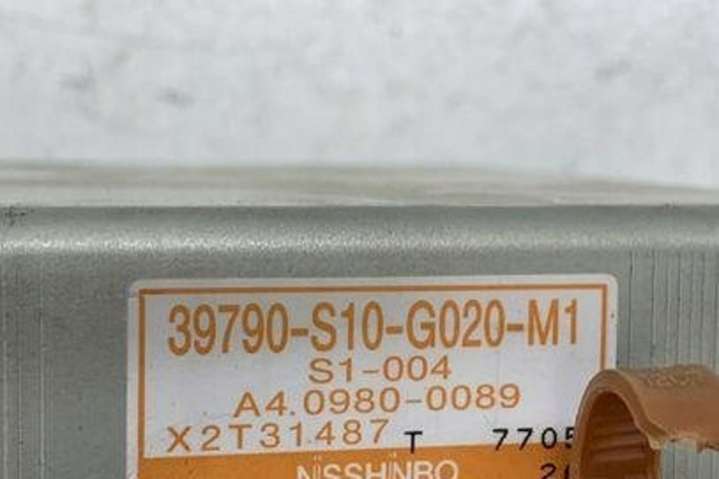 39790-S10-G020-M1
S1-004
A4.0980-0089
X2T31487 T 7705
NISSHINBO